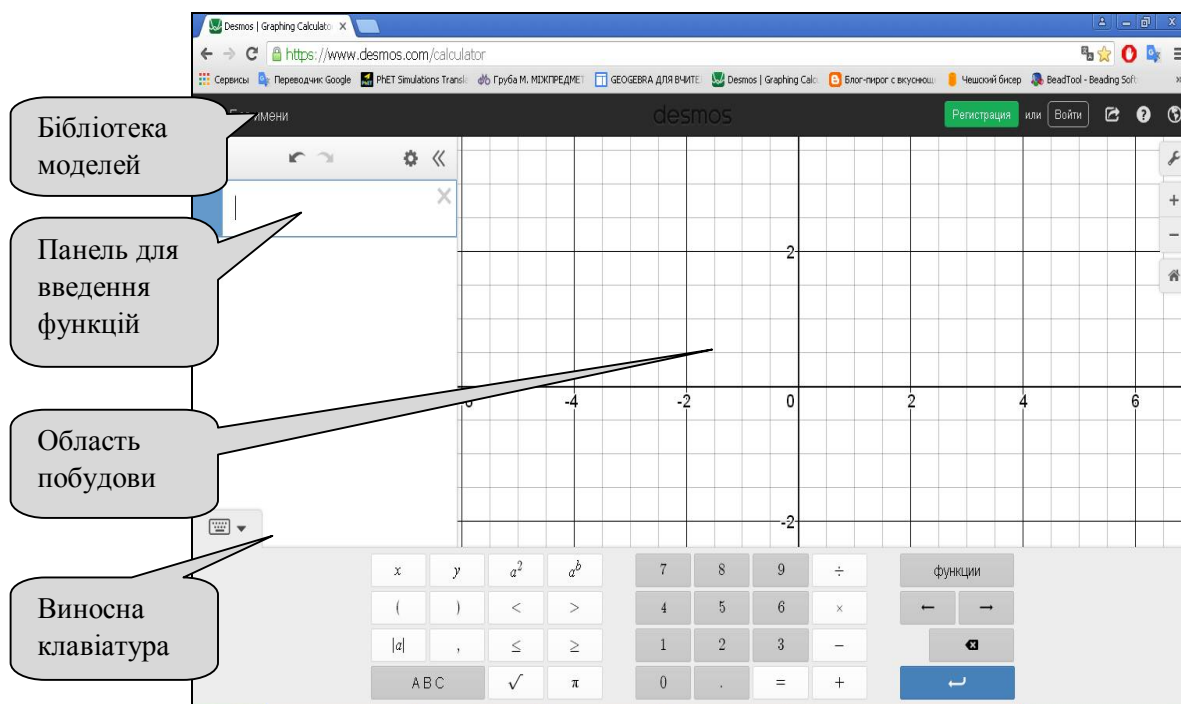 Desmos | Graphing Calculato
https://www.desmos.com/calculator
Сервисы Переводчик Google PhET Simulations Transl Груба М. МІЖПРЕДМЕТ GEOGEBRA ДЛЯ ВЧИТЕ Desmos | Graphing Calc Блог-пирог с вкуснюш Чешский бисер BeadTool - Beading Soft
имени desmos Регистрация или Войти
Бібліотека
моделей
Панель для
введення
функцій
Область
побудови
Виносна
клавіатура
2
-4 -2 0 2 4 6
-2
x y a² aᵇ 7 8 9 ÷ функции
( ) < > 4 5 6 × ← →
|a| , ≤ ≥ 1 2 3 −
A B C √ π 0 . = +